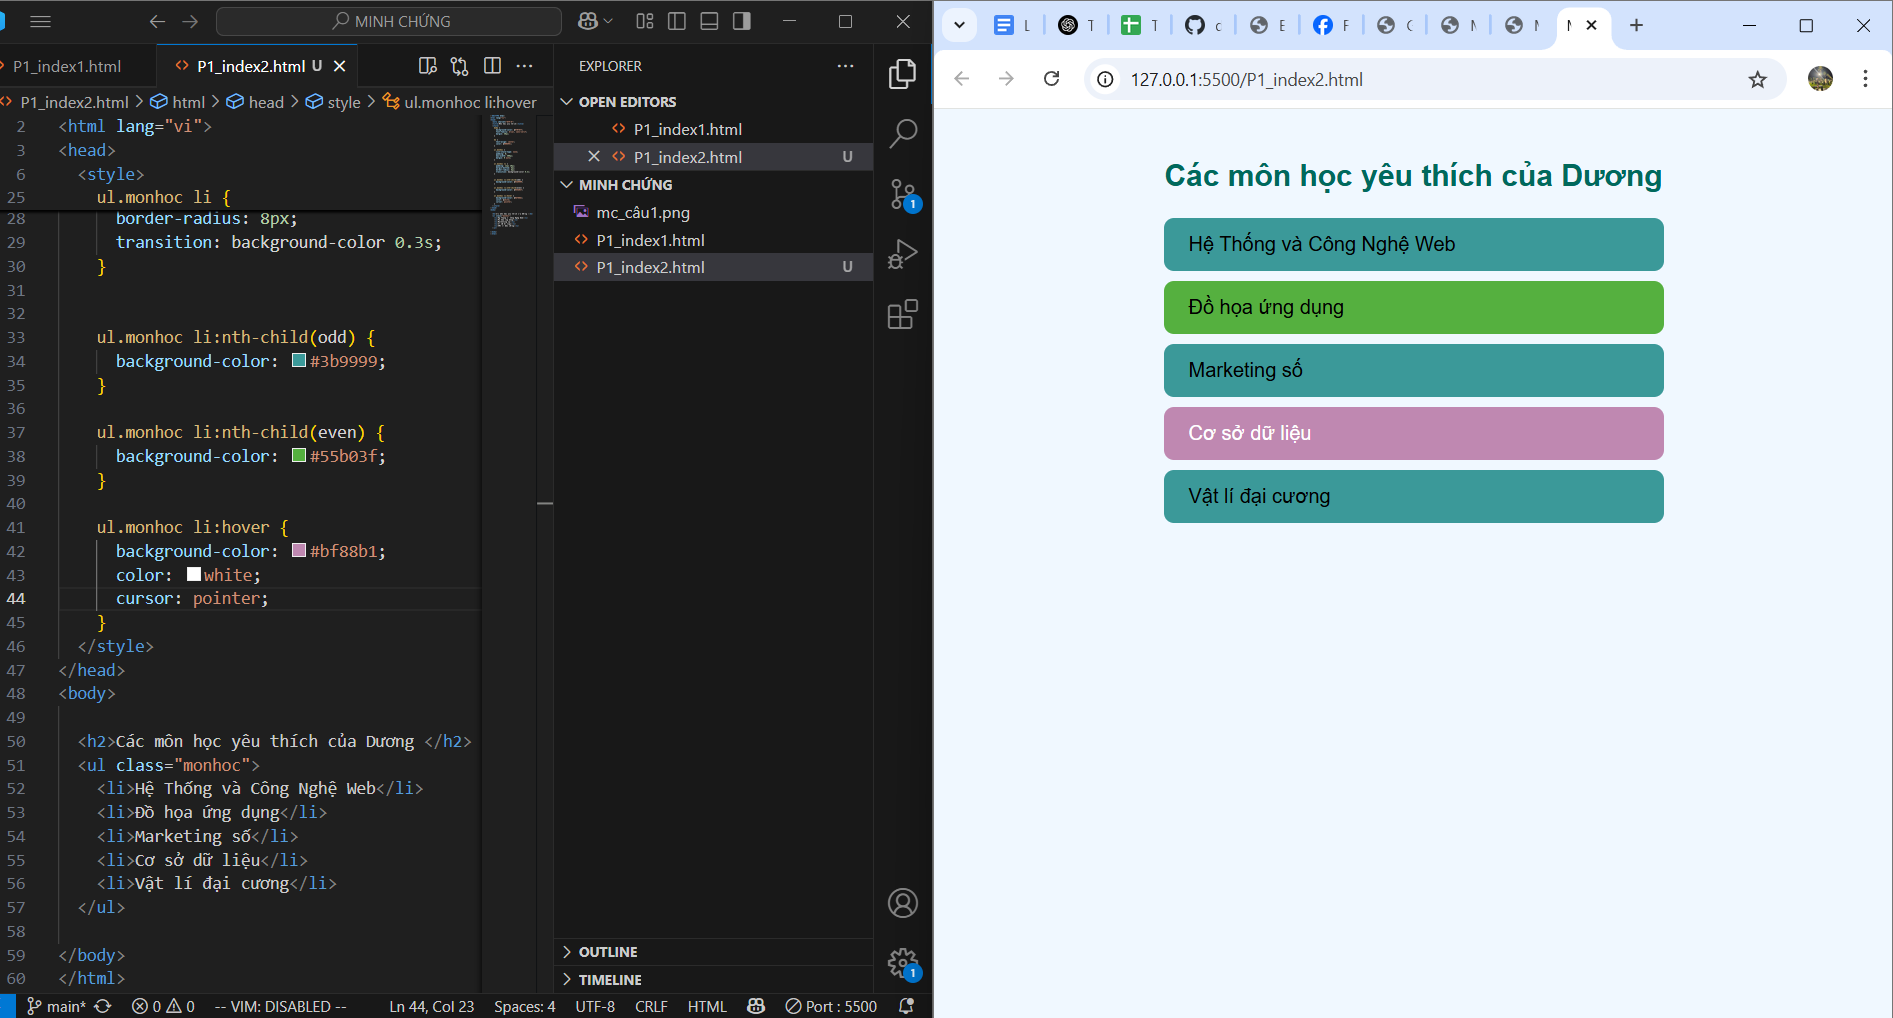 MINH CHỨNG
P1_index1.html
P1_index2.html U
P1_index2.html > html > head > style > ul.monhoc li:hover
2 <html lang="vi">
3 <head>
6 <style>
25 ul.monhoc li {
28 border-radius: 8px;
29 transition: background-color 0.3s;
30 }
31
32
33 ul.monhoc li:nth-child(odd) {
34 background-color: #3b9999;
35 }
36
37 ul.monhoc li:nth-child(even) {
38 background-color: #55b03f;
39 }
40
41 ul.monhoc li:hover {
42 background-color: #bf88b1;
43 color: white;
44 cursor: pointer;
45 }
46 </style>
47 </head>
48 <body>
49
50 <h2>Các môn học yêu thích của Dương </h2>
51 <ul class="monhoc">
52 <li>Hệ Thống và Công Nghệ Web</li>
53 <li>Đồ họa ứng dụng</li>
54 <li>Marketing số</li>
55 <li>Cơ sở dữ liệu</li>
56 <li>Vật lí đại cương</li>
57 </ul>
58
59 </body>
60 </html>
EXPLORER
OPEN EDITORS
P1_index1.html
P1_index2.html U
MINH CHỨNG
mc_câu1.png
P1_index1.html
P1_index2.html U
OUTLINE
TIMELINE
1
1
main* 0 0 -- VIM: DISABLED -- Ln 44, Col 23 Spaces: 4 UTF-8 CRLF HTML Port : 5500
127.0.0.1:5500/P1_index2.html
Các môn học yêu thích của Dương
Hệ Thống và Công Nghệ Web
Đồ họa ứng dụng
Marketing số
Cơ sở dữ liệu
Vật lí đại cương